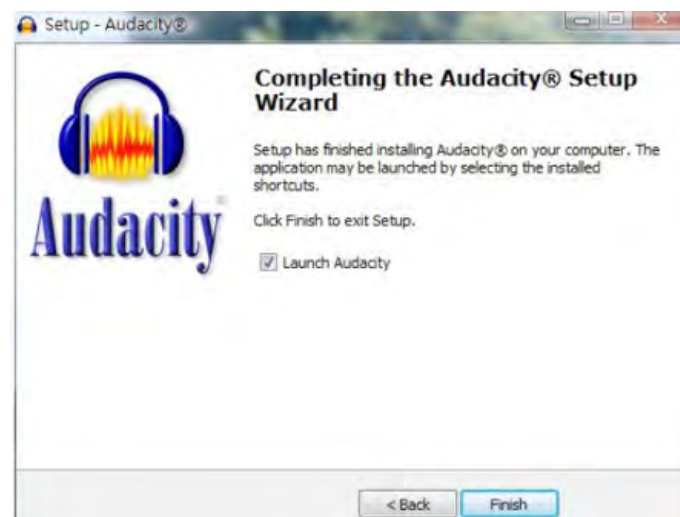 Setup - Audacity®
Audacity®
Completing the Audacity® Setup
Wizard
Setup has finished installing Audacity® on your computer. The
application may be launched by selecting the installed
shortcuts.
Click Finish to exit Setup.
Launch Audacity
< Back
Finish